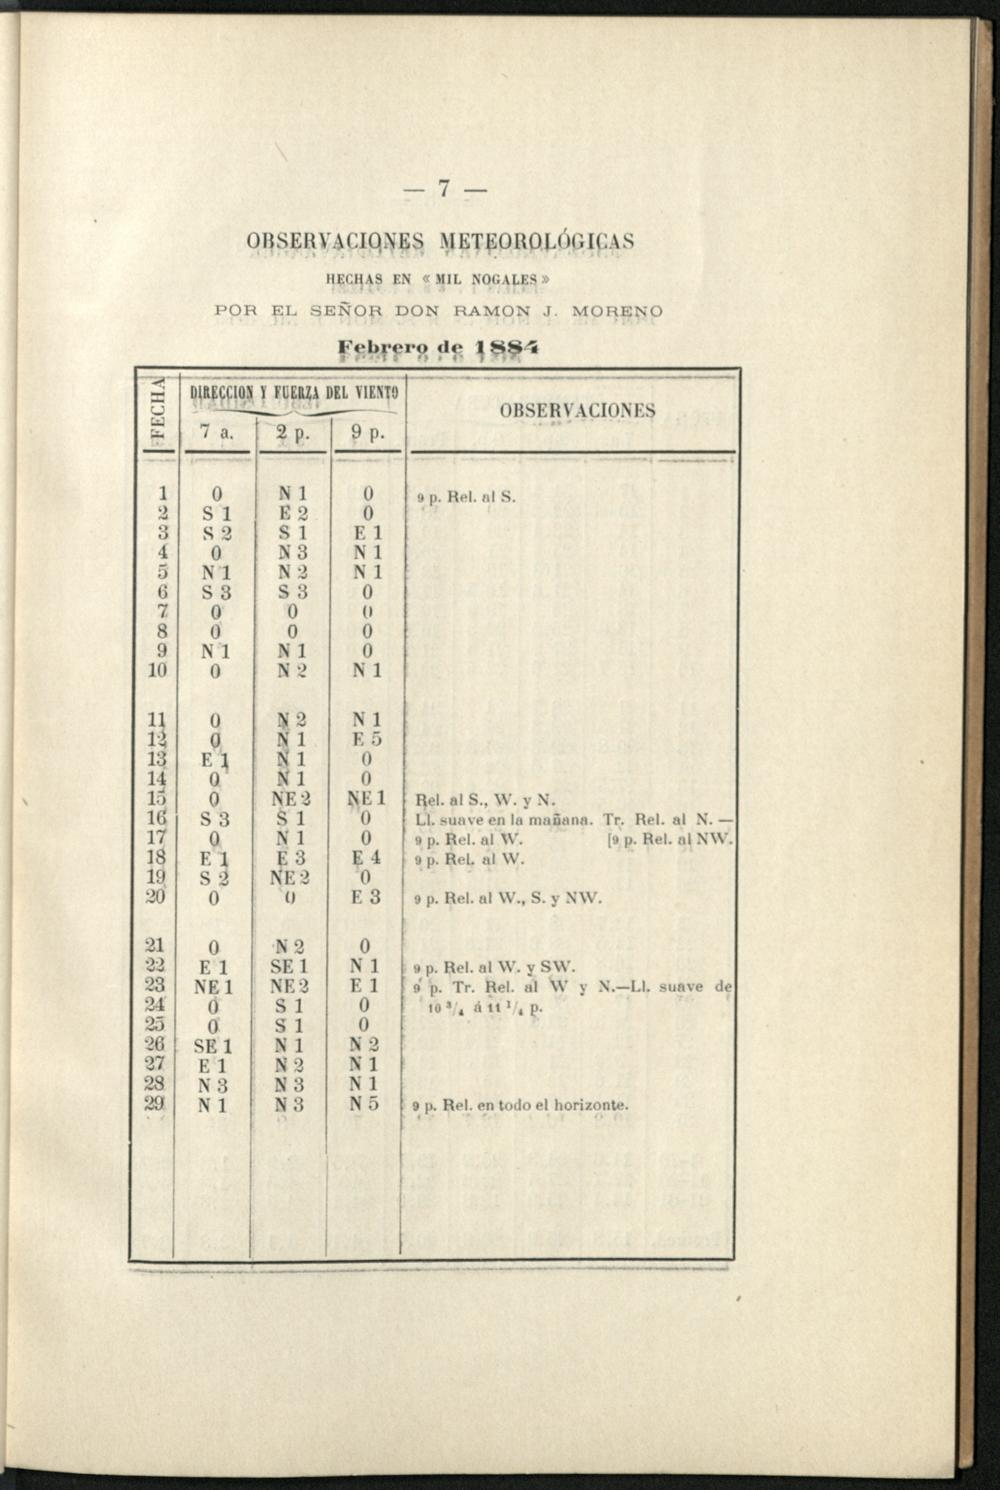 — 7 —
OBSERVACIONES METEOROLÓGICAS
HECHAS EN « MIL NOGALES »
POR EL SEÑOR DON RAMON J. MORENO
Febrero de 1884
FECHA DIRECCION Y FUERZA DEL VIENTO OBSERVACIONES
7 a. 2 p. 9 p.
1 0 N 1 0 9 p. Rel. al S.
2 S 1 E 2 0
3 S 2 S 1 E 1
4 0 N 3 N 1
5 N 1 N 2 N 1
6 S 3 S 3 0
7 0 0 0
8 0 0 0
9 N 1 N 1 0
10 0 N 2 N 1
11 0 N 2 N 1
12 0 N 1 E 5
13 E 1 N 1 0
14 0 N 1 0
15 0 NE 2 NE 1 Rel. al S., W. y N.
16 S 3 S 1 0 Ll. suave en la mañana. Tr. Rel. al N. —
17 0 N 1 0 9 p. Rel. al W. [9 p. Rel. al NW.
18 E 1 E 3 E 4 9 p. Rel. al W.
19 S 2 NE 2 0
20 0 0 E 3 9 p. Rel. al W., S. y NW.
21 0 N 2 0
22 E 1 SE 1 N 1 9 p. Rel. al W. y SW.
23 NE 1 NE 2 E 1 9 p. Tr. Rel. al W y N.—Ll. suave de
24 0 S 1 0 10 3/4 á 11 1/4 p.
25 0 S 1 0
26 SE 1 N 1 N 2
27 E 1 N 2 N 1
28 N 3 N 3 N 1
29 N 1 N 3 N 5 9 p. Rel. en todo el horizonte.